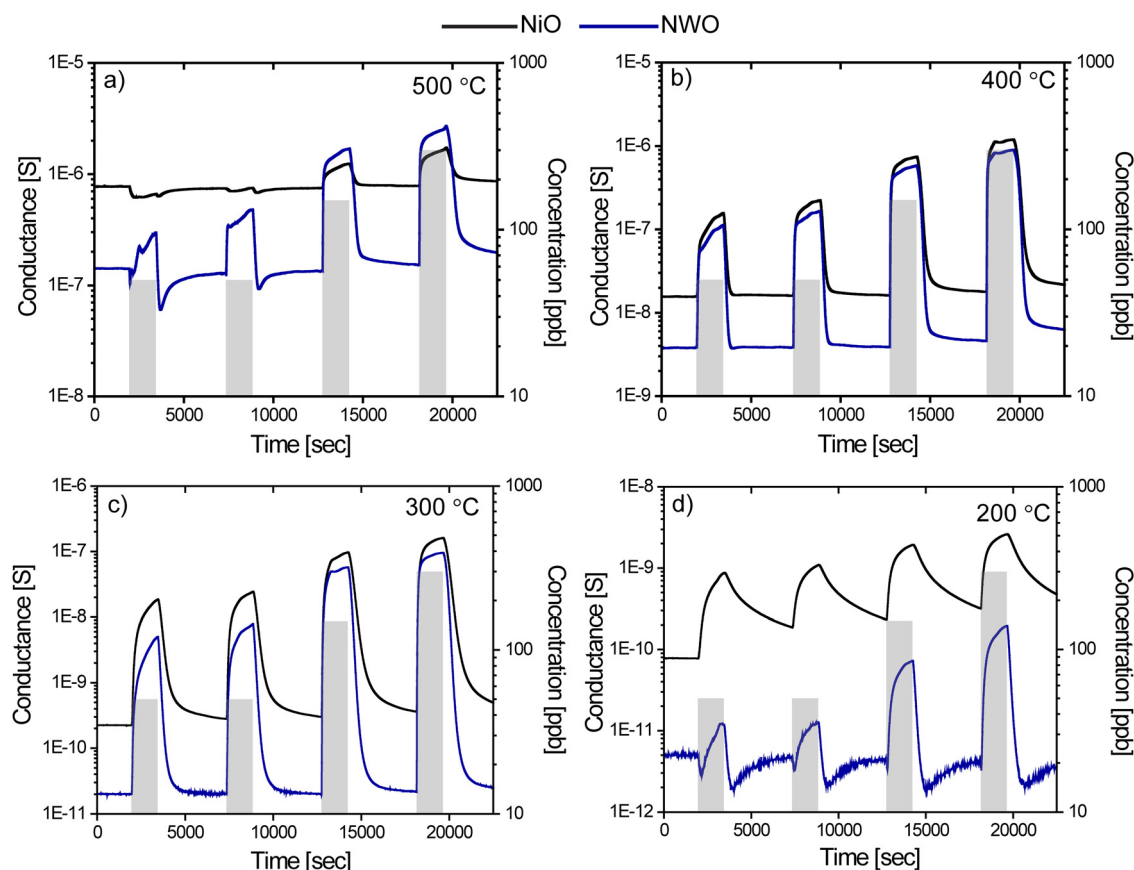 NiO NWO
a) 500 °C
1E-5
1E-6
1E-7
1E-8
Conductance [S]
1000
100
10
Concentration [ppb]
0 5000 10000 15000 20000
Time [sec]
b) 400 °C
1E-5
1E-6
1E-7
1E-8
1E-9
Conductance [S]
1000
100
10
Concentration [ppb]
0 5000 10000 15000 20000
Time [sec]
c) 300 °C
1E-6
1E-7
1E-8
1E-9
1E-10
1E-11
Conductance [S]
1000
100
10
Concentration [ppb]
0 5000 10000 15000 20000
Time [sec]
d) 200 °C
1E-8
1E-9
1E-10
1E-11
1E-12
Conductance [S]
1000
100
10
Concentration [ppb]
0 5000 10000 15000 20000
Time [sec]